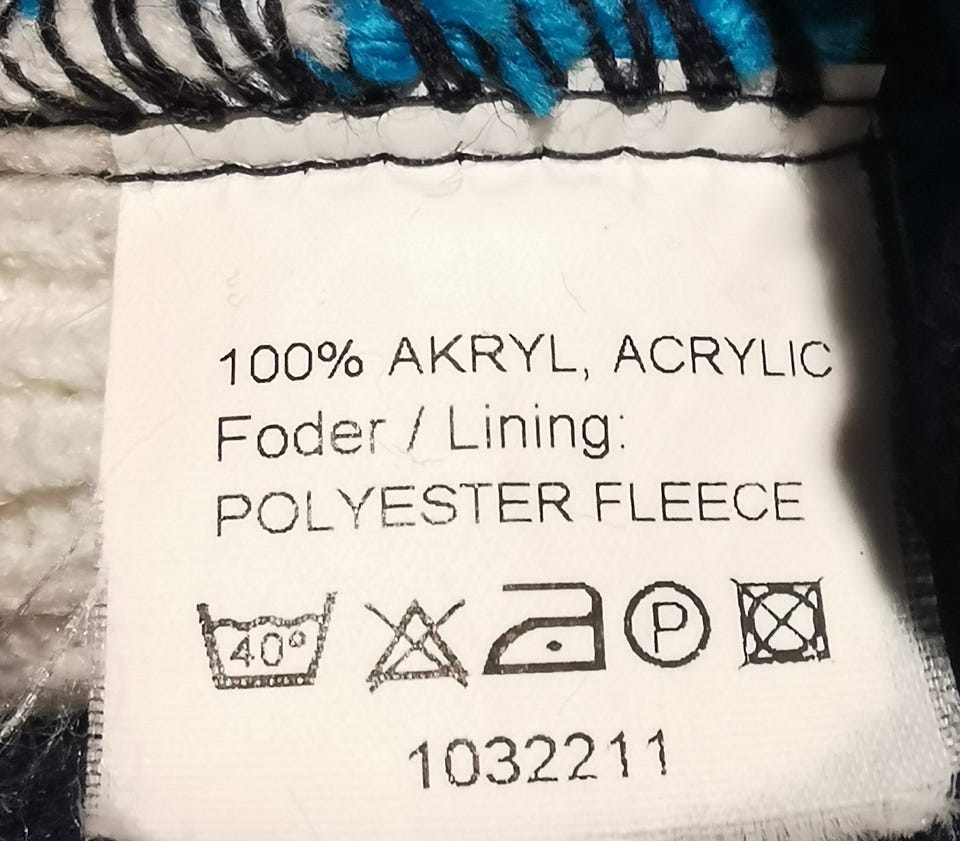 100% AKRYL, ACRYLIC
Foder / Lining:
POLYESTER FLEECE
40° P
1032211